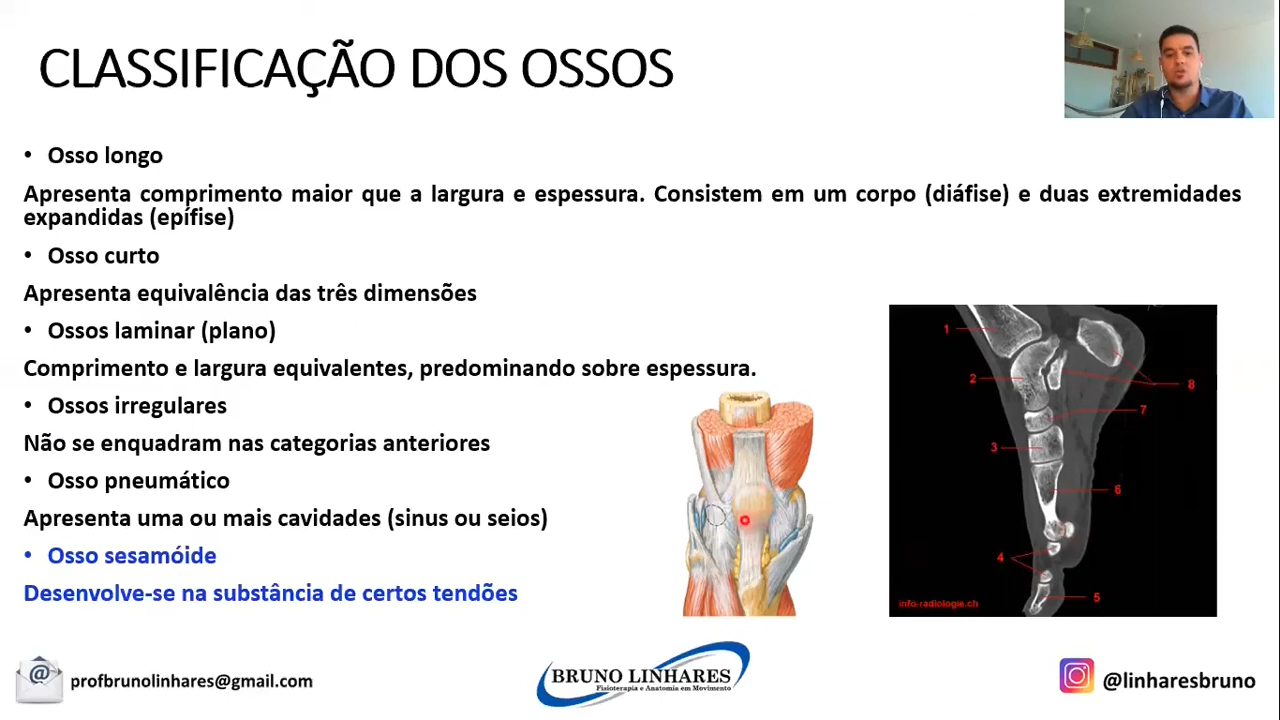 CLASSIFICAÇÃO DOS OSSOS
• Osso longo
Apresenta comprimento maior que a largura e espessura. Consistem em um corpo (diáfise) e duas extremidades
expandidas (epífise)
• Osso curto
Apresenta equivalência das três dimensões
• Ossos laminar (plano)
Comprimento e largura equivalentes, predominando sobre espessura.
• Ossos irregulares
Não se enquadram nas categorias anteriores
• Osso pneumático
Apresenta uma ou mais cavidades (sinus ou seios)
• Osso sesamóide
Desenvolve-se na substância de certos tendões
1
2
8
7
3
6
4
5
info-radiologie.ch
@
profbrunolinhares@gmail.com
BRUNO LINHARES
Fisioterapia e Anatomia em Movimento
@linharesbruno